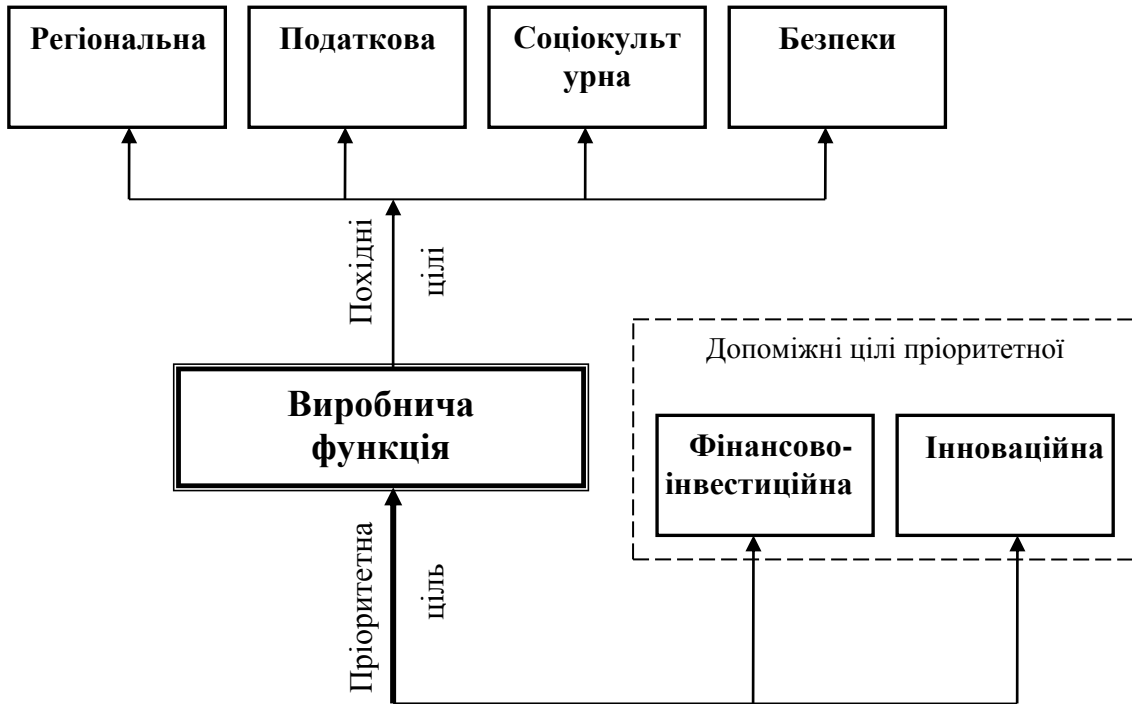 Регіональна
Податкова
Соціокульт
урна
Безпеки
Похідні
цілі
Допоміжні цілі пріоритетної
Виробнича
функція
Фінансово-
інвестиційна
Інноваційна
Пріоритетна
ціль